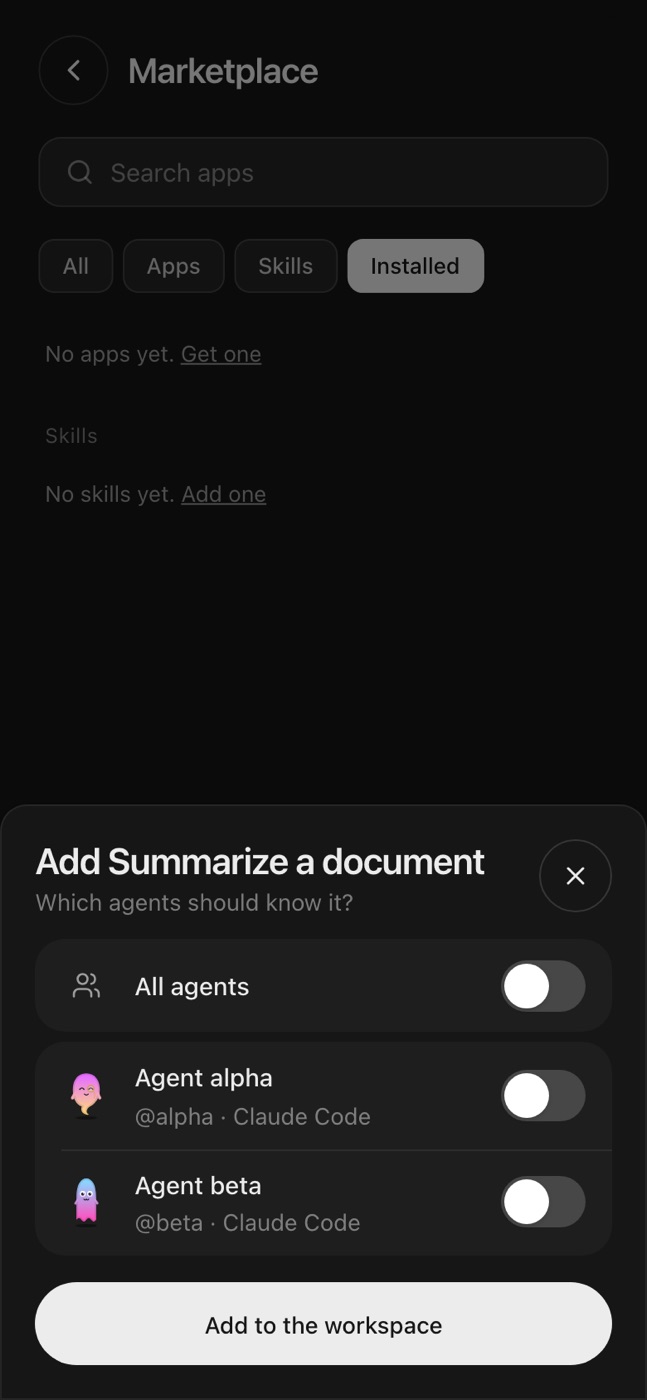 Marketplace
Search apps
All Apps Skills Installed
No apps yet. Get one
Skills
No skills yet. Add one
Add Summarize a document
Which agents should know it?
All agents
Agent alpha
@alpha · Claude Code
Agent beta
@beta · Claude Code
Add to the workspace